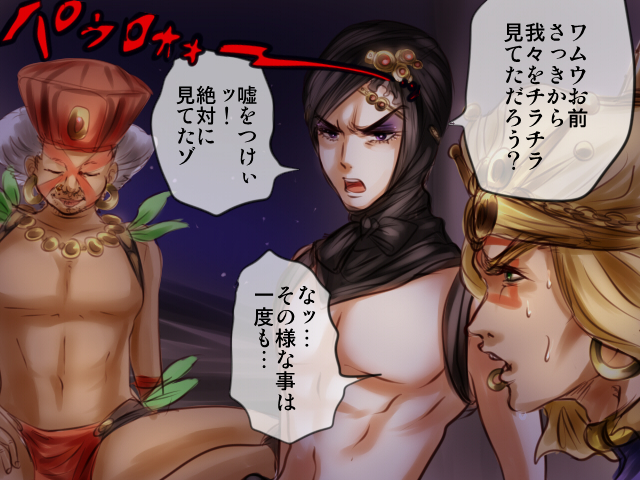 ワムウお前
さっきから
我々をチラチラ
見てただろう?
なッ…
その様な事は
一度も…
嘘をつけぃ
ッ!
絶対に
見てたゾ
パウロオォー